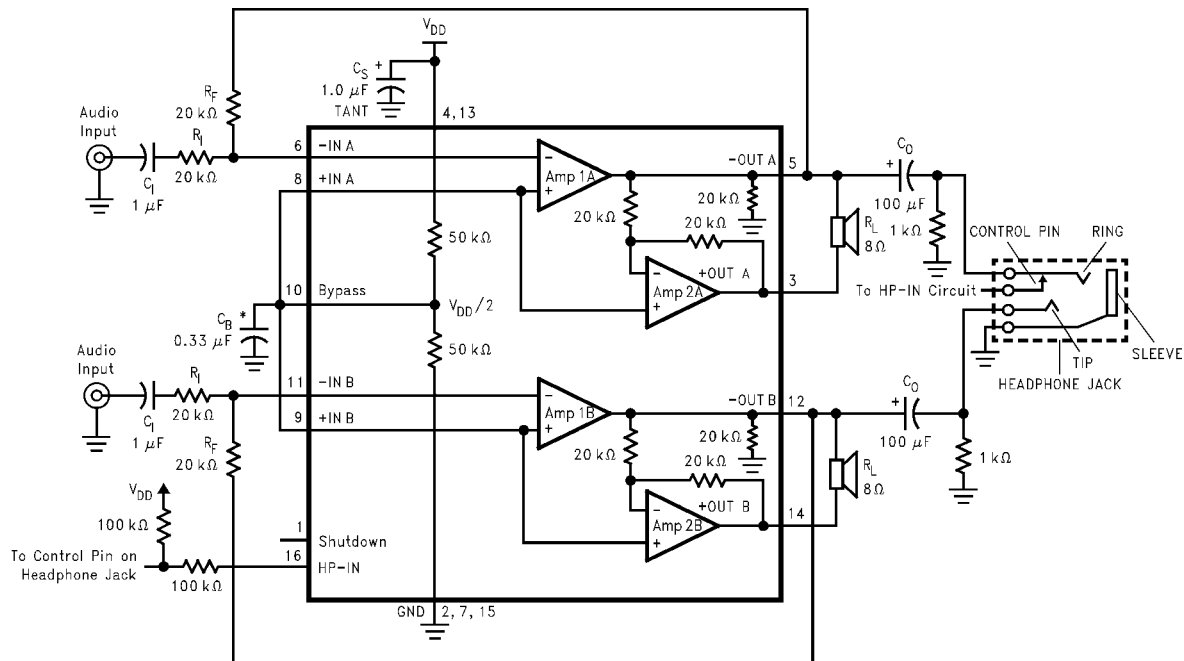 V_DD
C_S +
1.0 µF
TANT
4, 13
R_F
20 kΩ
Audio
Input
R_I
20 kΩ
C_I
1 µF
6
-IN A
8
+IN A
-
Amp 1A
+
-OUT A
5
20 kΩ
20 kΩ
20 kΩ
-
Amp 2A
+
+OUT A
3
R_L
8Ω
+
C_O
100 µF
1 kΩ
CONTROL PIN
RING
To HP-IN Circuit
TIP
SLEEVE
HEADPHONE JACK
50 kΩ
10
Bypass
V_DD/2
C_B *
0.33 µF
50 kΩ
Audio
Input
R_I
20 kΩ
C_I
1 µF
R_F
20 kΩ
11
-IN B
9
+IN B
-
Amp 1B
+
-OUT B
12
20 kΩ
20 kΩ
20 kΩ
-
Amp 2B
+
+OUT B
14
R_L
8Ω
+
C_O
100 µF
1 kΩ
V_DD
100 kΩ
To Control Pin on
Headphone Jack
100 kΩ
1
Shutdown
16
HP-IN
GND
2, 7, 15